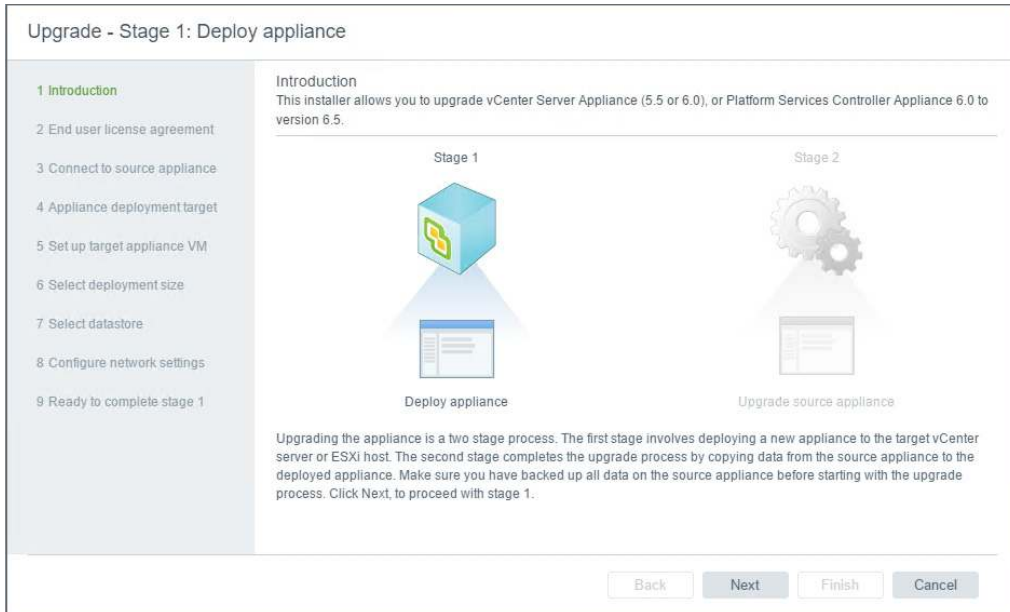 Upgrade - Stage 1: Deploy appliance
1 Introduction
2 End user license agreement
3 Connect to source appliance
4 Appliance deployment target
5 Set up target appliance VM
6 Select deployment size
7 Select datastore
8 Configure network settings
9 Ready to complete stage 1
Introduction
This installer allows you to upgrade vCenter Server Appliance (5.5 or 6.0), or Platform Services Controller Appliance 6.0 to
version 6.5.
Stage 1
Stage 2
Deploy appliance
Upgrade source appliance
Upgrading the appliance is a two stage process. The first stage involves deploying a new appliance to the target vCenter
server or ESXi host. The second stage completes the upgrade process by copying data from the source appliance to the
deployed appliance. Make sure you have backed up all data on the source appliance before starting with the upgrade
process. Click Next, to proceed with stage 1.
Back
Next
Finish
Cancel